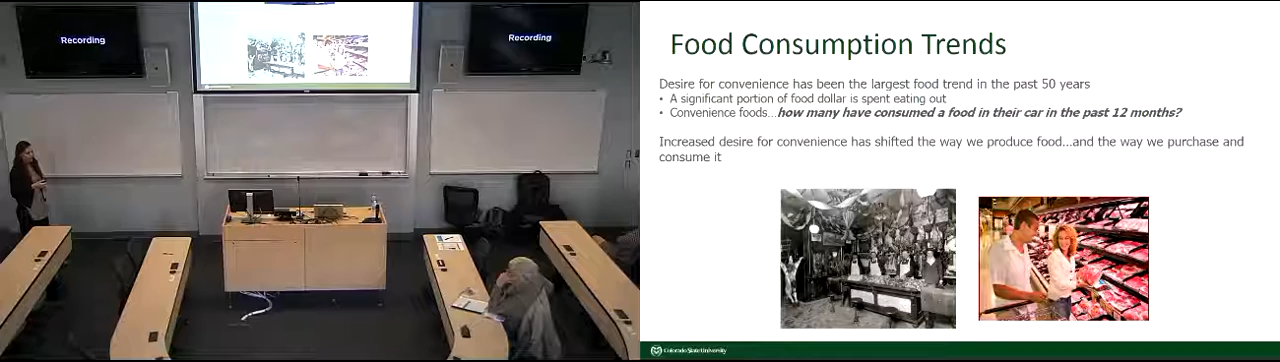 Recording
Recording
Food Consumption Trends
Desire for convenience has been the largest food trend in the past 50 years
• A significant portion of food dollar is spent eating out
• Convenience foods...how many have consumed a food in their car in the past 12 months?
Increased desire for convenience has shifted the way we produce food...and the way we purchase and
consume it
Colorado State University